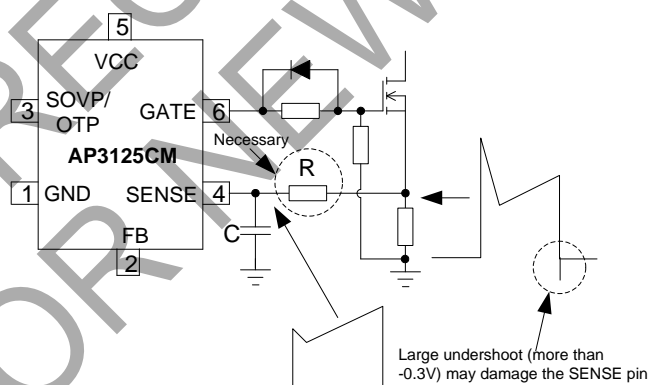 5
VCC
3
SOVP/
OTP
GATE
6
Necessary
AP3125CM
R
1
GND
SENSE
4
C
FB
2
Large undershoot (more than
-0.3V) may damage the SENSE pin